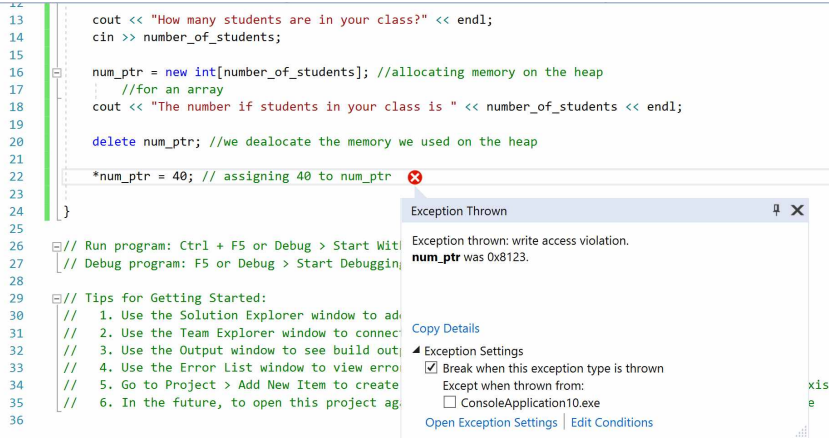 12
13 cout << "How many students are in your class?" << endl;
14 cin >> number_of_students;
15
16 num_ptr = new int[number_of_students]; //allocating memory on the heap
17 //for an array
18 cout << "The number if students in your class is " << number_of_students << endl;
19
20 delete num_ptr; //we dealocate the memory we used on the heap
21
22 *num_ptr = 40; // assigning 40 to num_ptr
23
24 }
25
26 // Run program: Ctrl + F5 or Debug > Start Wit
27 // Debug program: F5 or Debug > Start Debugging
28
29 // Tips for Getting Started:
30 // 1. Use the Solution Explorer window to ad
31 // 2. Use the Team Explorer window to connect
32 // 3. Use the Output window to see build out
33 // 4. Use the Error List window to view erro
34 // 5. Go to Project > Add New Item to create xis
35 // 6. In the future, to open this project aga e
36
Exception Thrown
Exception thrown: write access violation.
num_ptr was 0x8123.
Copy Details
Exception Settings
Break when this exception type is thrown
Except when thrown from:
ConsoleApplication10.exe
Open Exception Settings | Edit Conditions